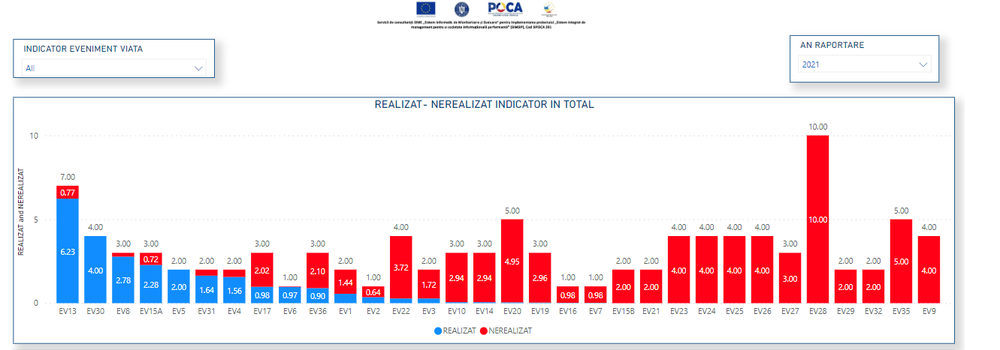 POCA
Servicii de consultanță SIME „Sistem Informatic de Monitorizare și Evaluare" pentru implementarea proiectului „Sistem integrat de
management pentru o societate informațională performantă" (SIMSIP), Cod SIPOCA 391
INDICATOR EVENIMENT VIATA
All
AN RAPORTARE
2021
REALIZAT- NEREALIZAT INDICATOR IN TOTAL
REALIZAT and NEREALIZAT
10
5
0
7.00 4.00 3.00 3.00 2.00 2.00 2.00 3.00 1.00 3.00 2.00 1.00 4.00 2.00 3.00 3.00 5.00 3.00 1.00 1.00 2.00 2.00 4.00 4.00 4.00 4.00 3.00 10.00 2.00 2.00 5.00 4.00
0.77 0.72 2.02 2.10 1.44 0.64 3.72 1.72 2.94 2.94 4.95 2.96 0.98 0.98 2.00 2.00 4.00 4.00 4.00 4.00 3.00 10.00 2.00 2.00 5.00 4.00
6.23 4.00 2.78 2.28 2.00 1.64 1.56 0.98 0.97 0.90
EV13 EV30 EV8 EV15A EV5 EV31 EV4 EV17 EV6 EV36 EV1 EV2 EV22 EV3 EV10 EV14 EV20 EV19 EV16 EV7 EV15B EV21 EV23 EV24 EV25 EV26 EV27 EV28 EV29 EV32 EV35 EV9
REALIZAT NEREALIZAT